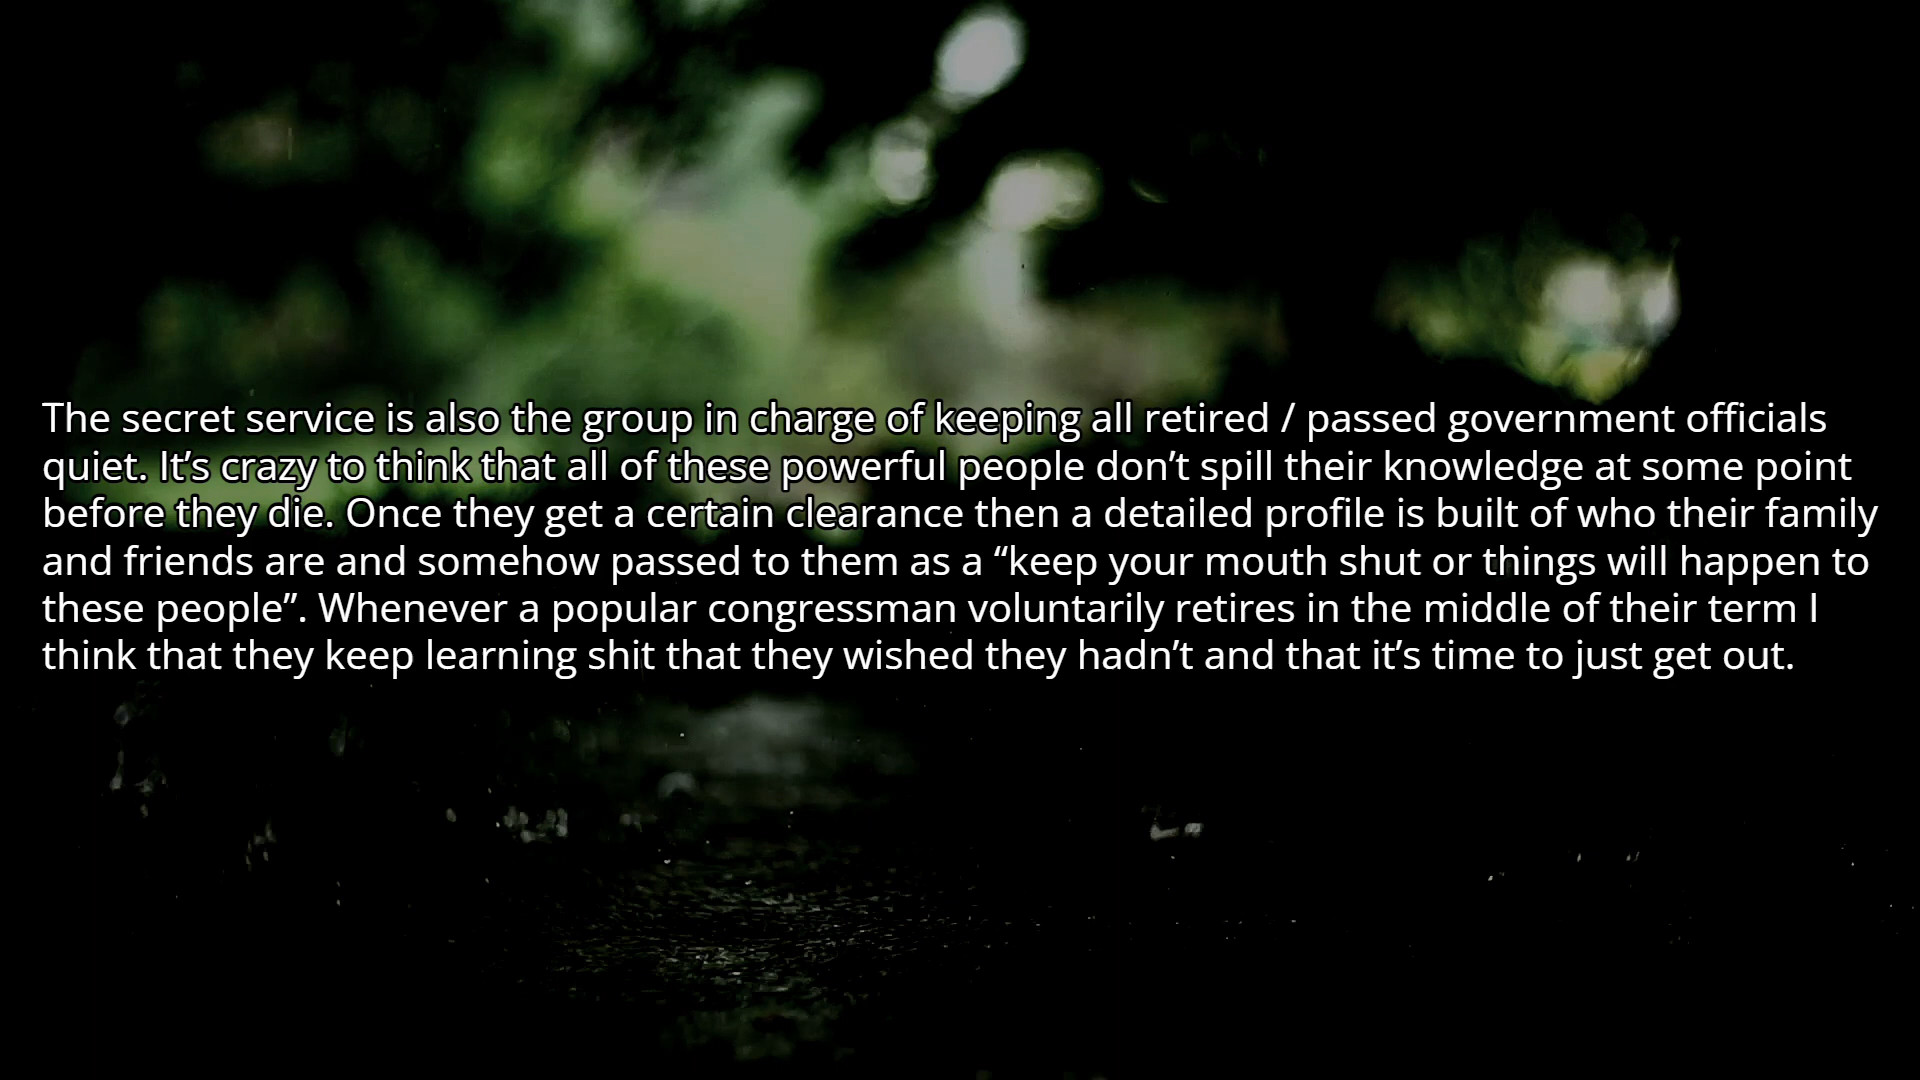 The secret service is also the group in charge of keeping all retired / passed government officials
quiet. It’s crazy to think that all of these powerful people don’t spill their knowledge at some point
before they die. Once they get a certain clearance then a detailed profile is built of who their family
and friends are and somehow passed to them as a “keep your mouth shut or things will happen to
these people”. Whenever a popular congressman voluntarily retires in the middle of their term I
think that they keep learning shit that they wished they hadn’t and that it’s time to just get out.